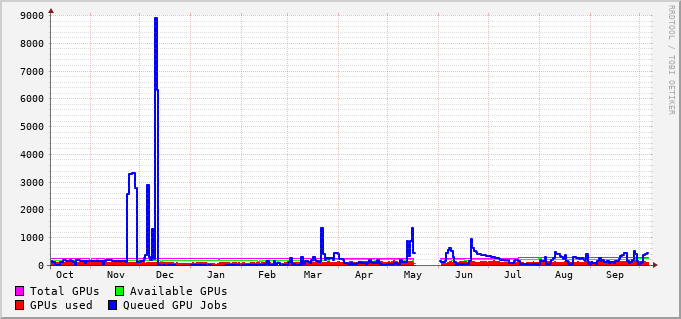 9000
8000
7000
6000
5000
4000
3000
2000
1000
0
Oct Nov Dec Jan Feb Mar Apr May Jun Jul Aug Sep
Total GPUs Available GPUs
GPUs used Queued GPU Jobs
RRDTOOL / TOBI OETIKER